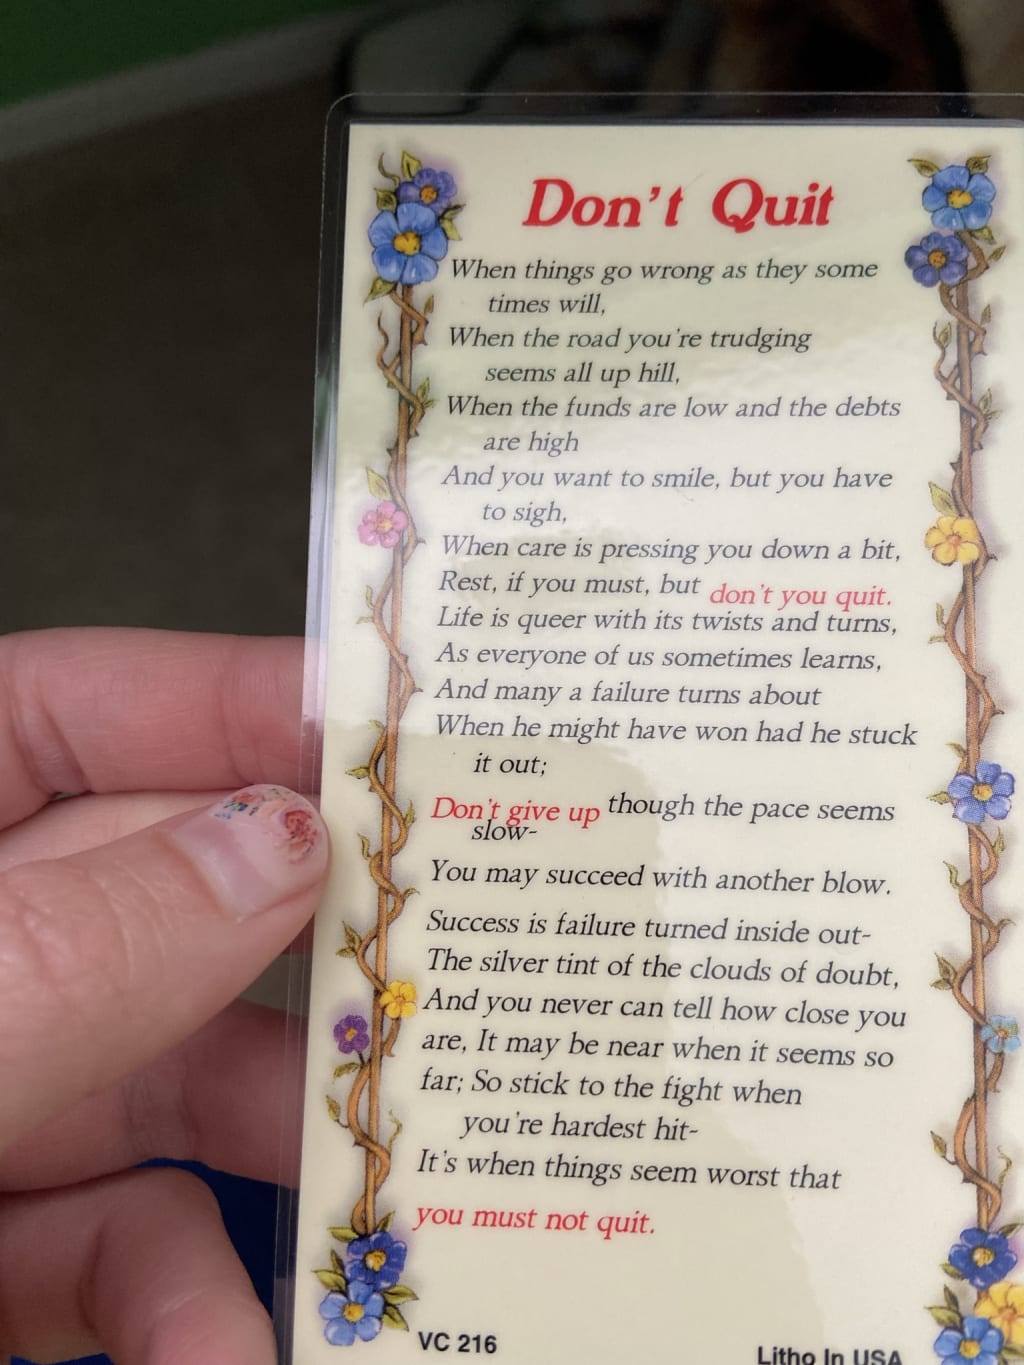 Don't Quit
When things go wrong as they some
times will,
When the road you're trudging
seems all up hill,
When the funds are low and the debts
are high
And you want to smile, but you have
to sigh,
When care is pressing you down a bit,
Rest, if you must, but don't you quit.
Life is queer with its twists and turns,
As everyone of us sometimes learns,
And many a failure turns about
When he might have won had he stuck
it out;
Don't give up though the pace seems
slow-
You may succeed with another blow.
Success is failure turned inside out-
The silver tint of the clouds of doubt,
And you never can tell how close you
are, It may be near when it seems so
far; So stick to the fight when
you're hardest hit-
It's when things seem worst that
you must not quit.
VC 216
Litho In USA